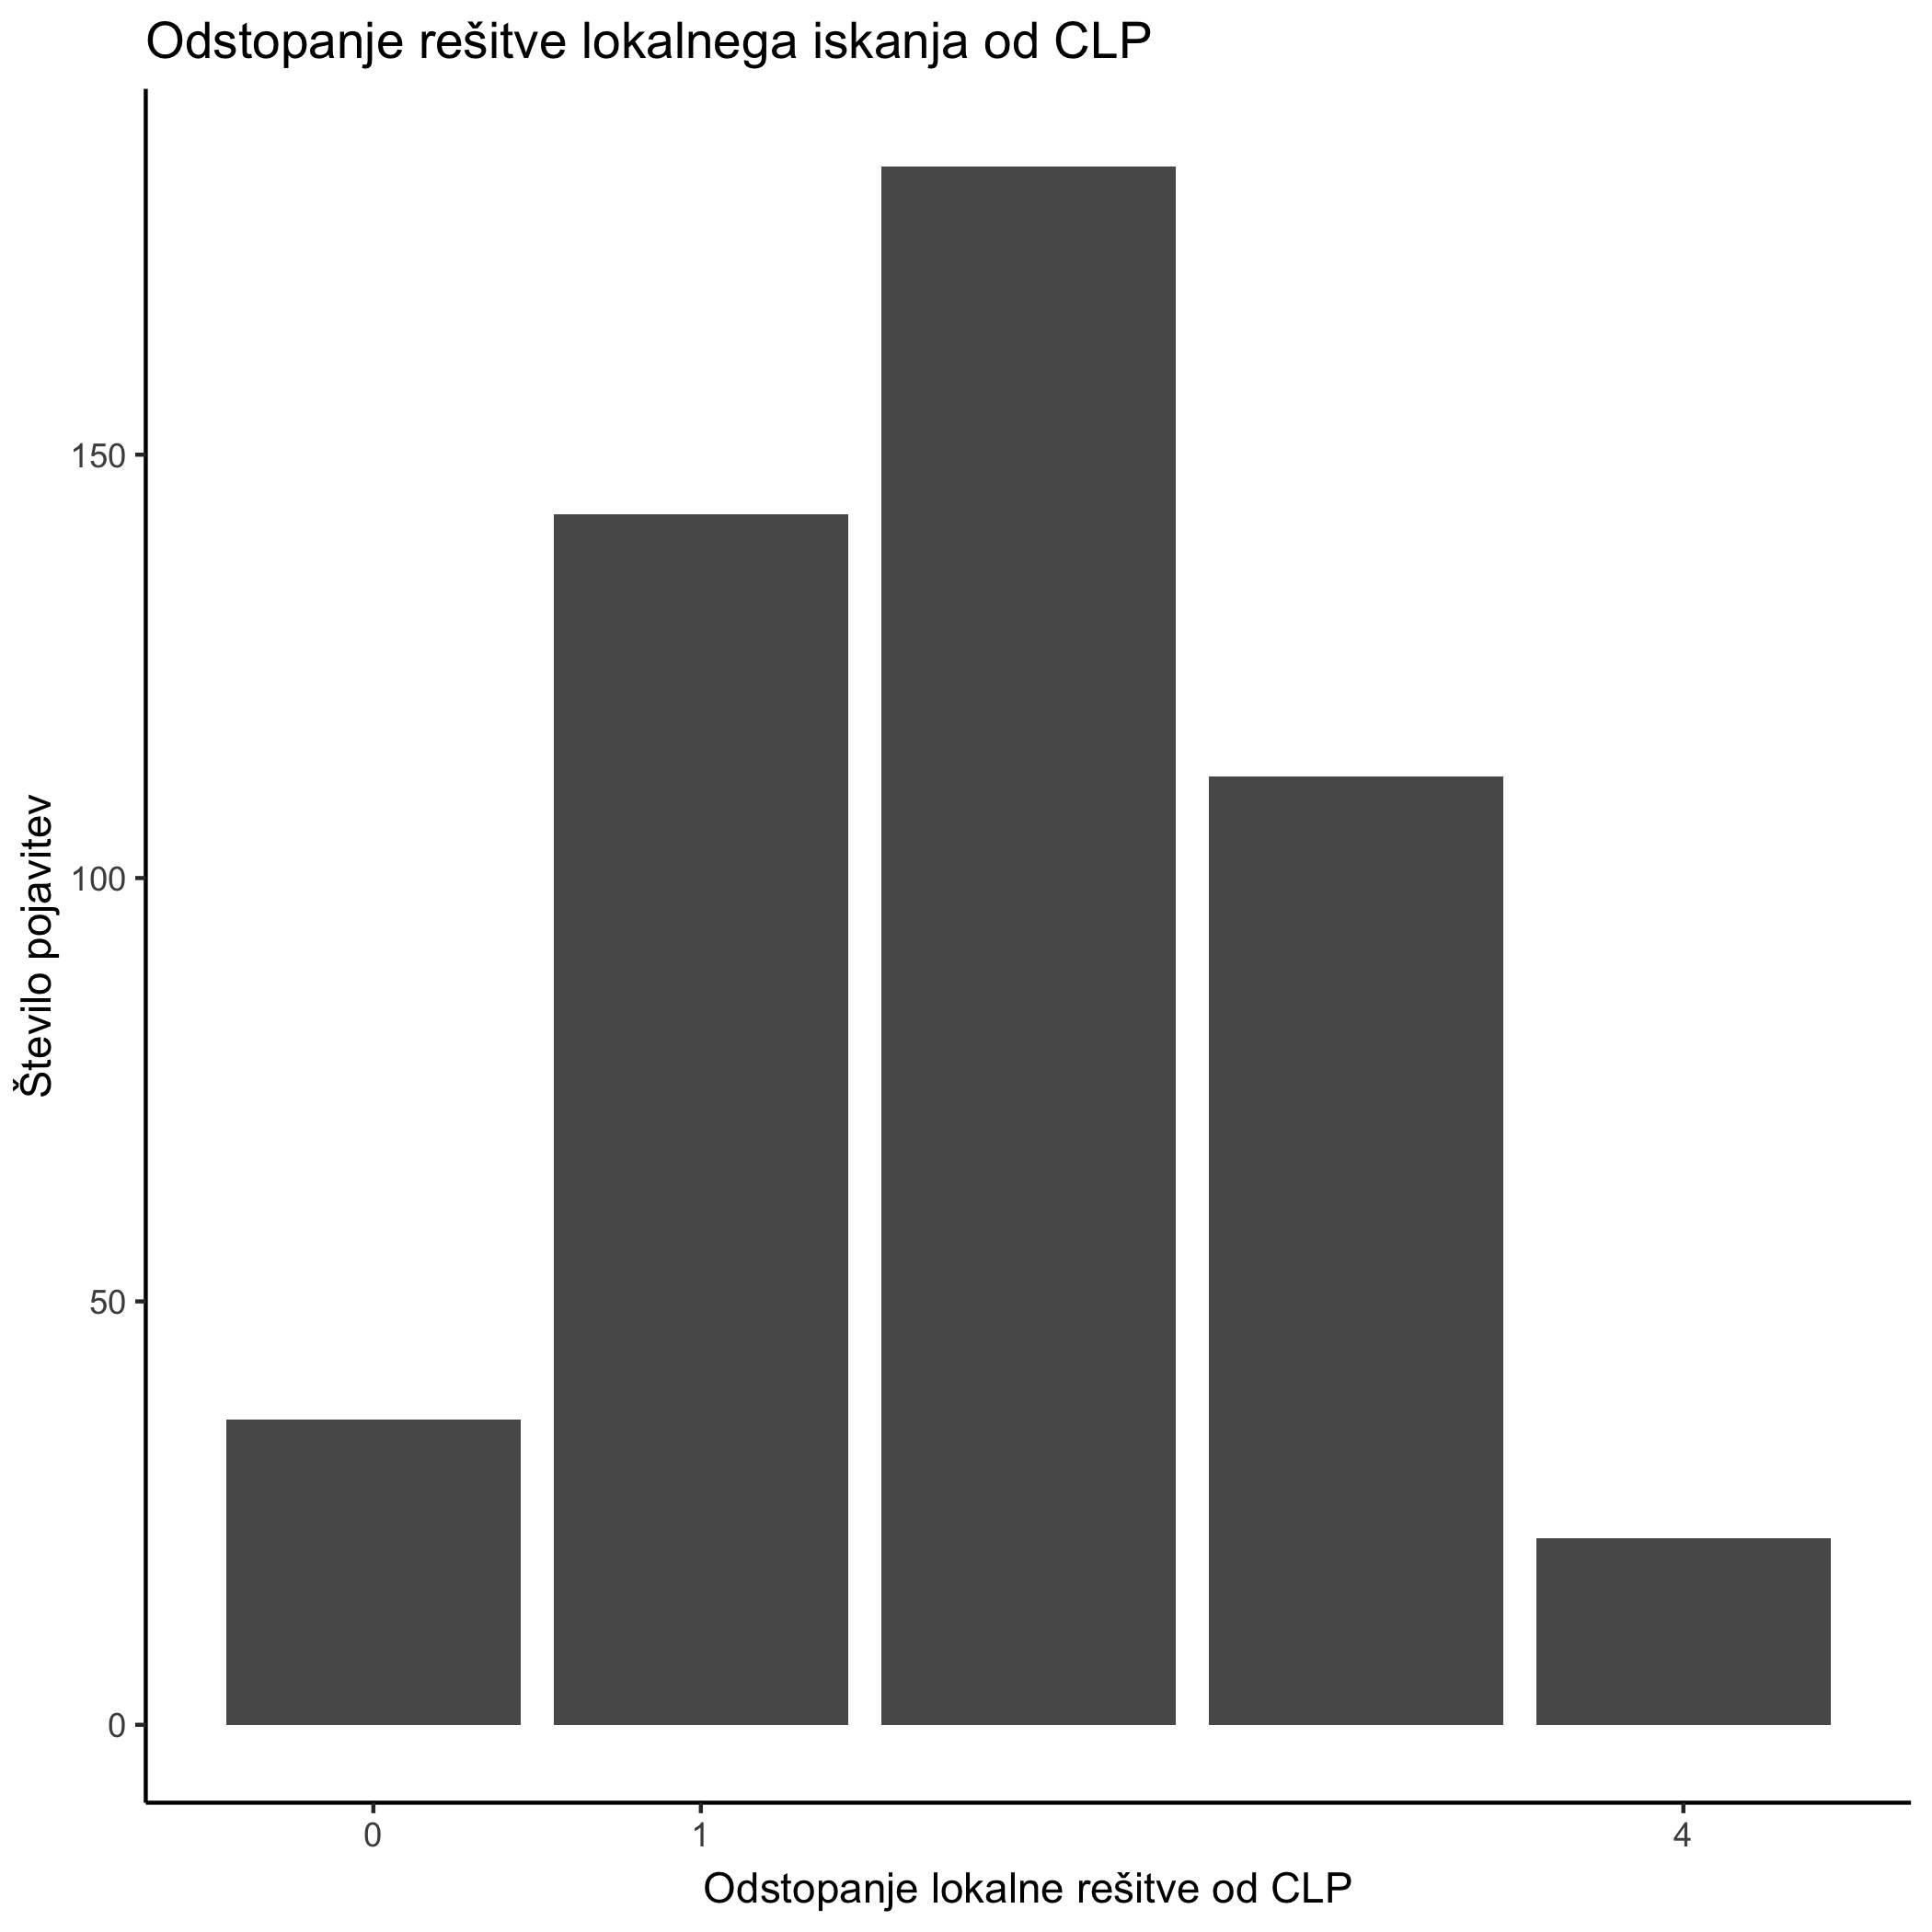 Odstopanje rešitve lokalnega iskanja od CLP
Število pojavitev
150
100
50
0
0 1 4
Odstopanje lokalne rešitve od CLP